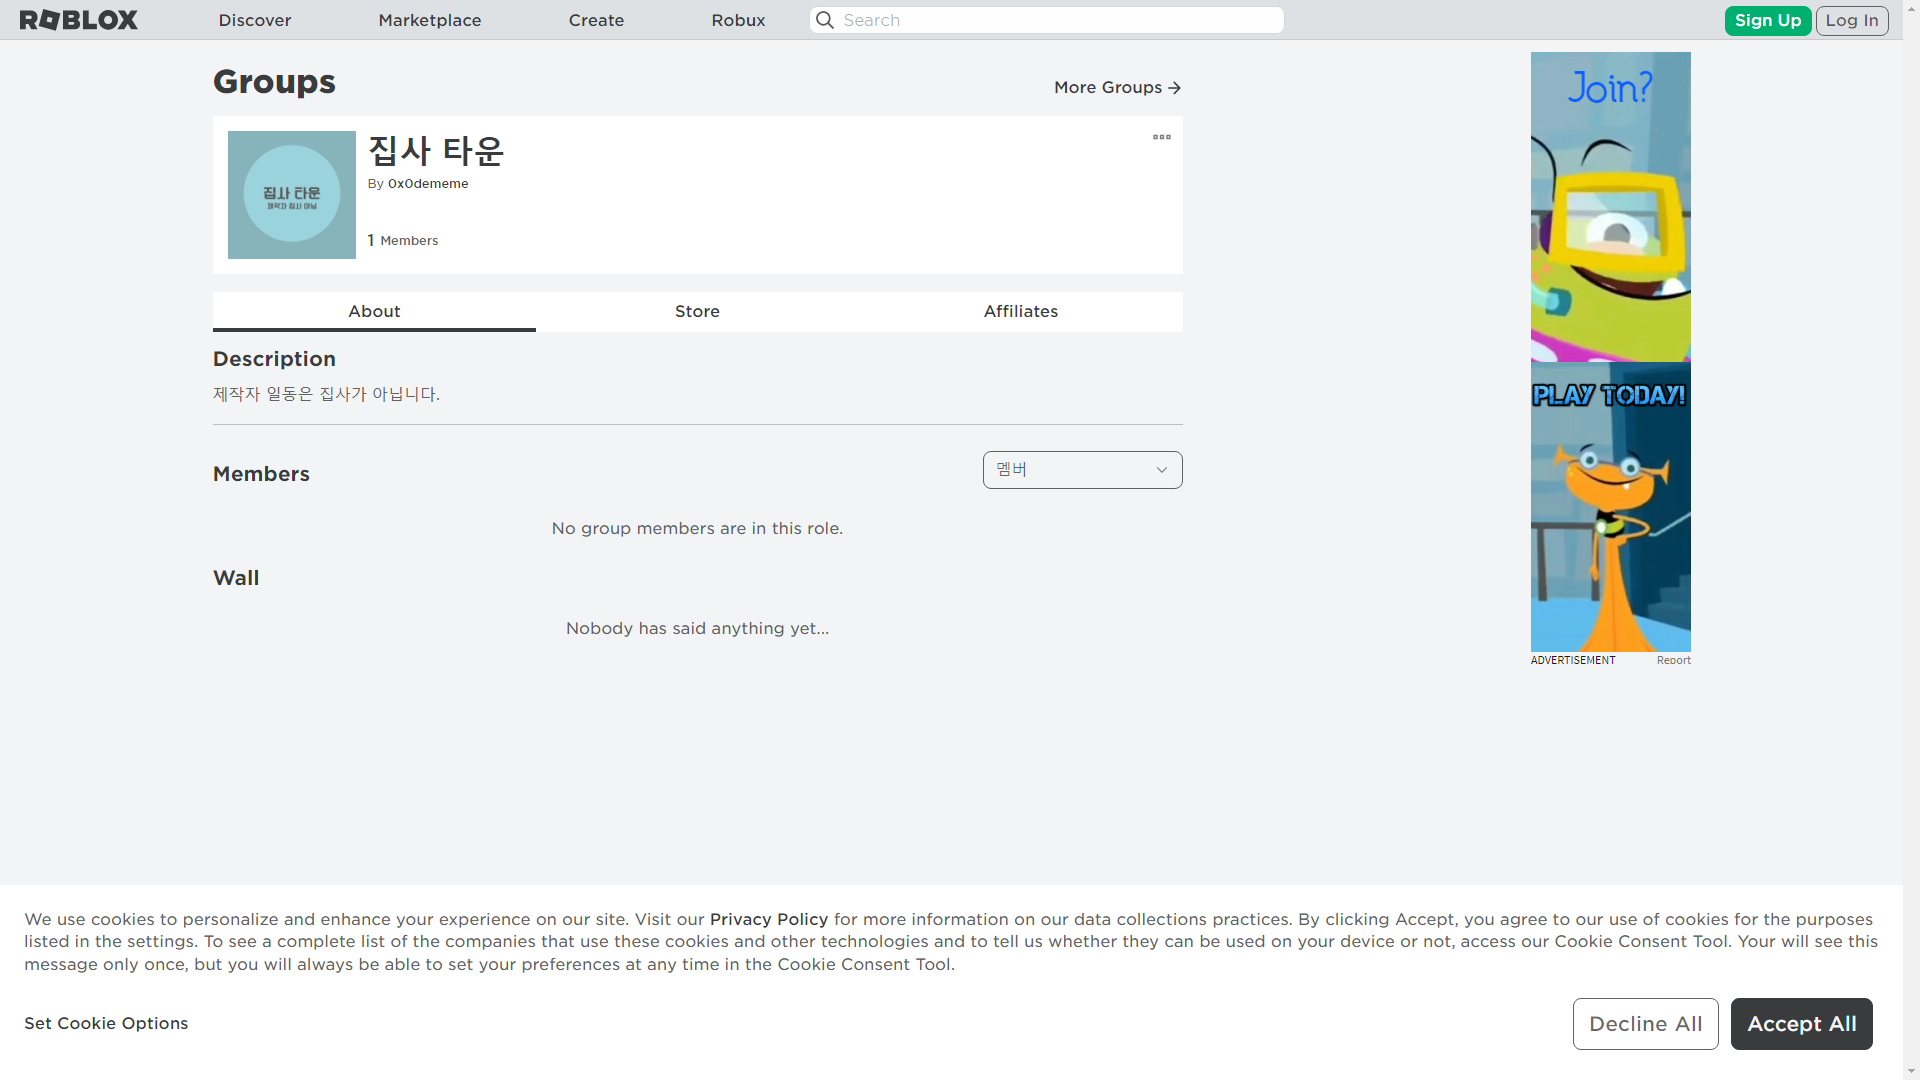 ROBLOX
Discover
Marketplace
Create
Robux
Search
Sign Up
Log In
Groups
More Groups
집사 타운
제작자 집사 아님
집사 타운
By 0x0dememe
1 Members
About
Store
Affiliates
Description
제작자 일동은 집사가 아닙니다.
Members
멤버
No group members are in this role.
Wall
Nobody has said anything yet...
Join?
PLAY TODAY!
ADVERTISEMENT
Report
We use cookies to personalize and enhance your experience on our site. Visit our Privacy Policy for more information on our data collections practices. By clicking Accept, you agree to our use of cookies for the purposes
listed in the settings. To see a complete list of the companies that use these cookies and other technologies and to tell us whether they can be used on your device or not, access our Cookie Consent Tool. Your will see this
message only once, but you will always be able to set your preferences at any time in the Cookie Consent Tool.
Set Cookie Options
Decline All
Accept All